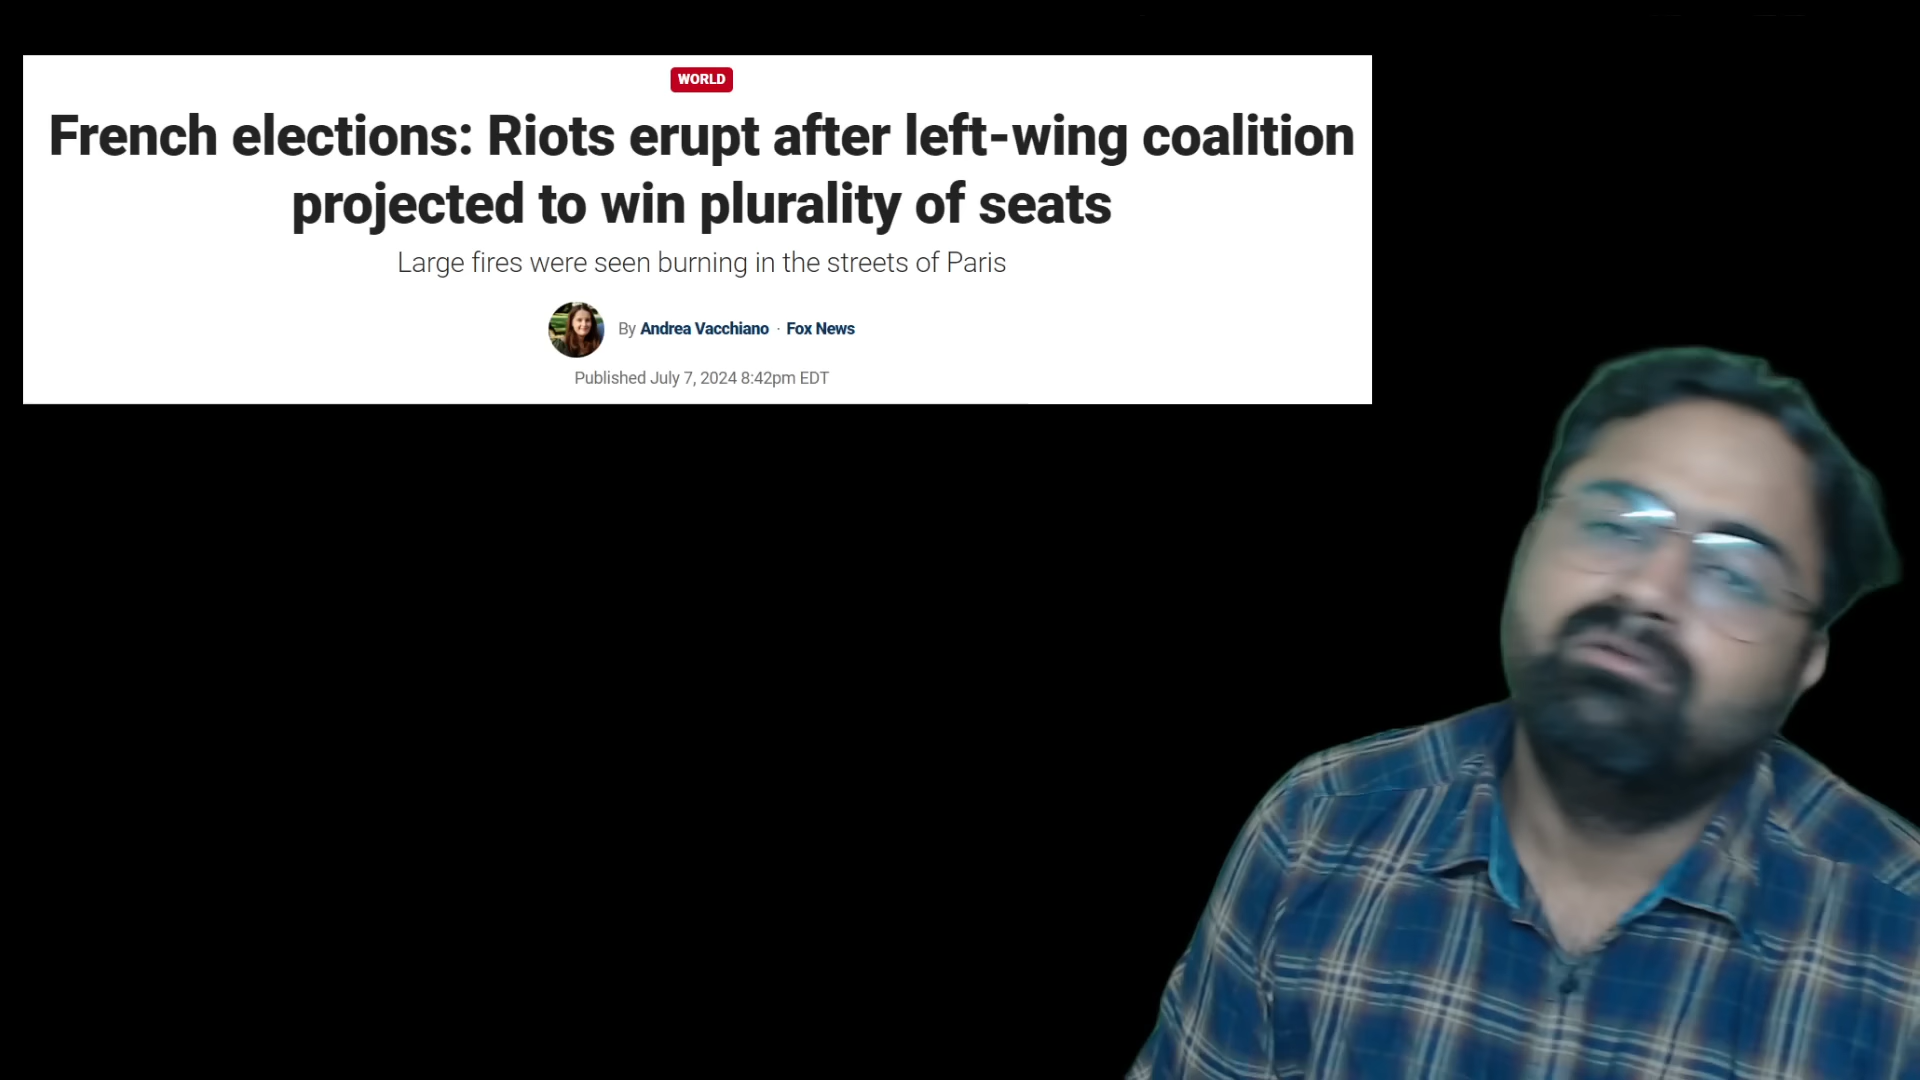 WORLD
French elections: Riots erupt after left-wing coalition
projected to win plurality of seats
Large fires were seen burning in the streets of Paris
By Andrea Vacchiano · Fox News
Published July 7, 2024 8:42pm EDT